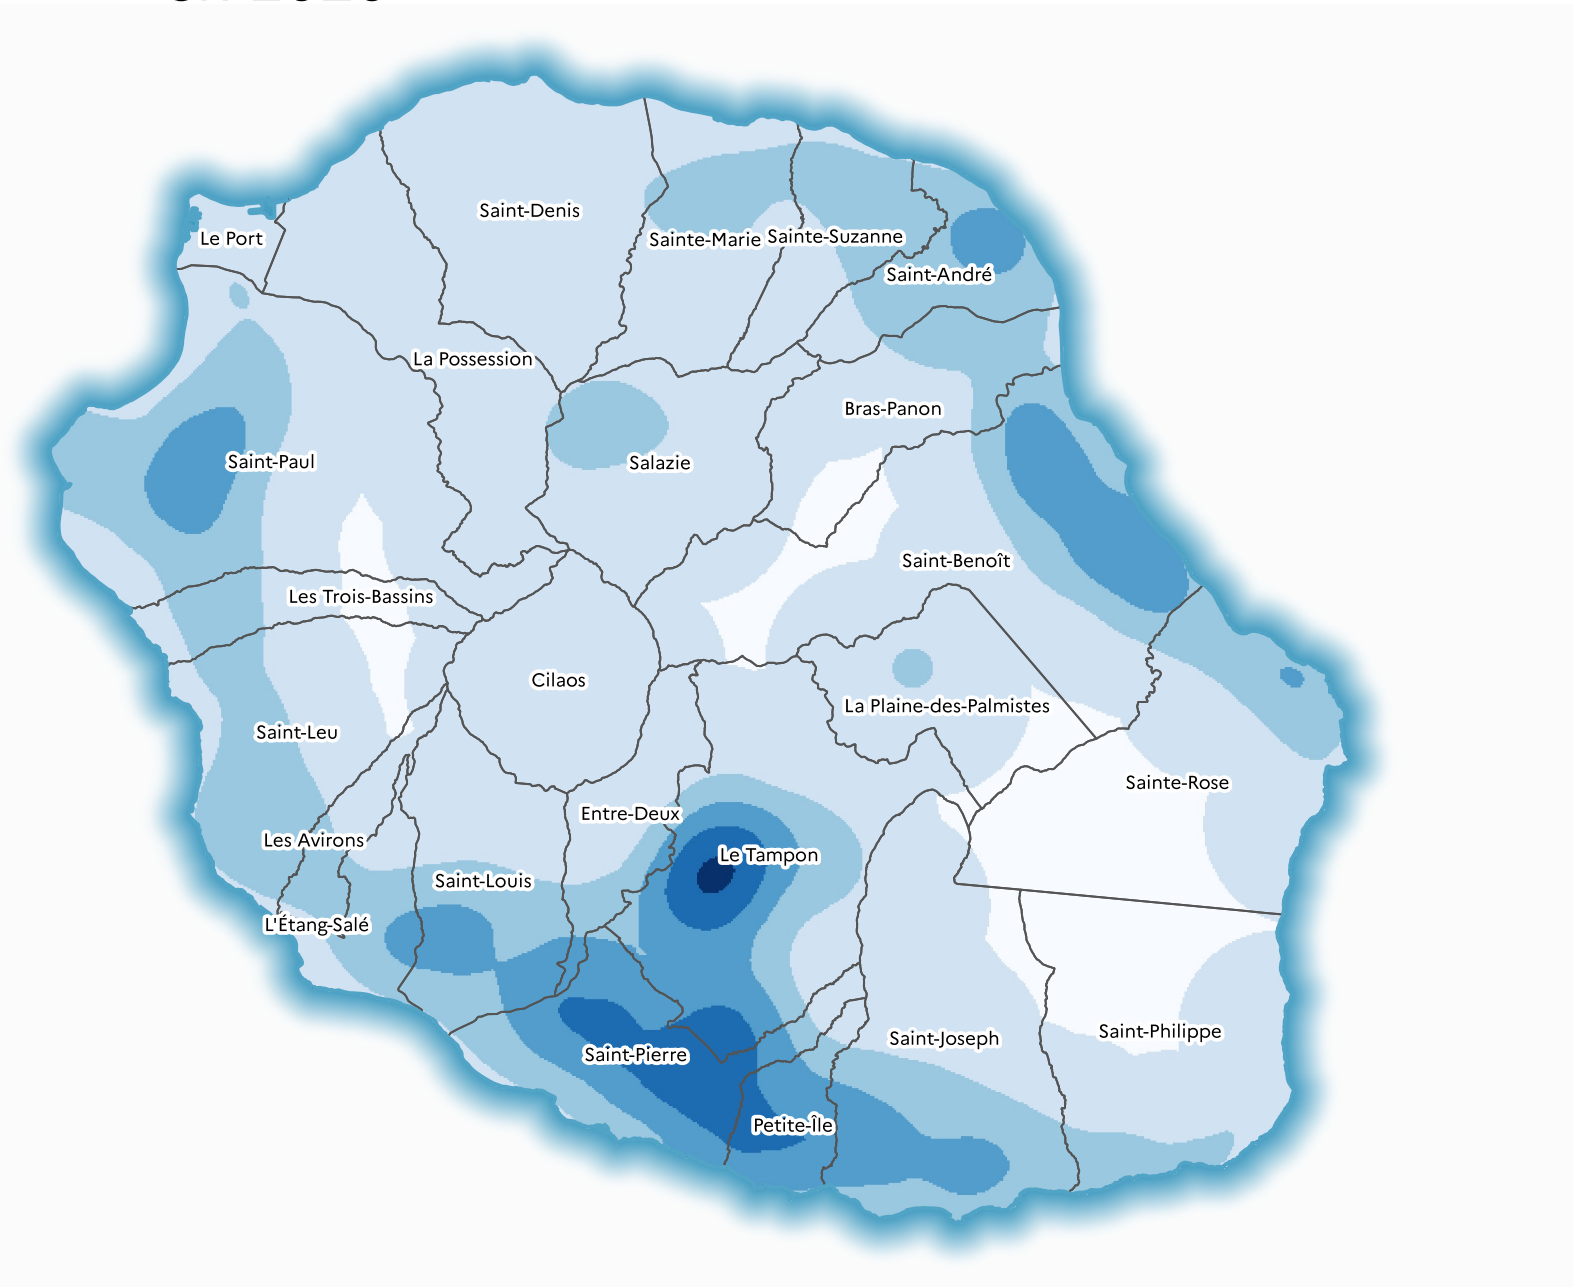 Saint-Denis
Le Port
Sainte-Marie
Sainte-Suzanne
Saint-André
La Possession
Bras-Panon
Saint-Paul
Salazie
Saint-Benoît
Les Trois-Bassins
Cilaos
La Plaine-des-Palmistes
Saint-Leu
Sainte-Rose
Entre-Deux
Les Avirons
Le Tampon
Saint-Louis
L'Étang-Salé
Saint-Joseph
Saint-Philippe
Saint-Pierre
Petite-Île